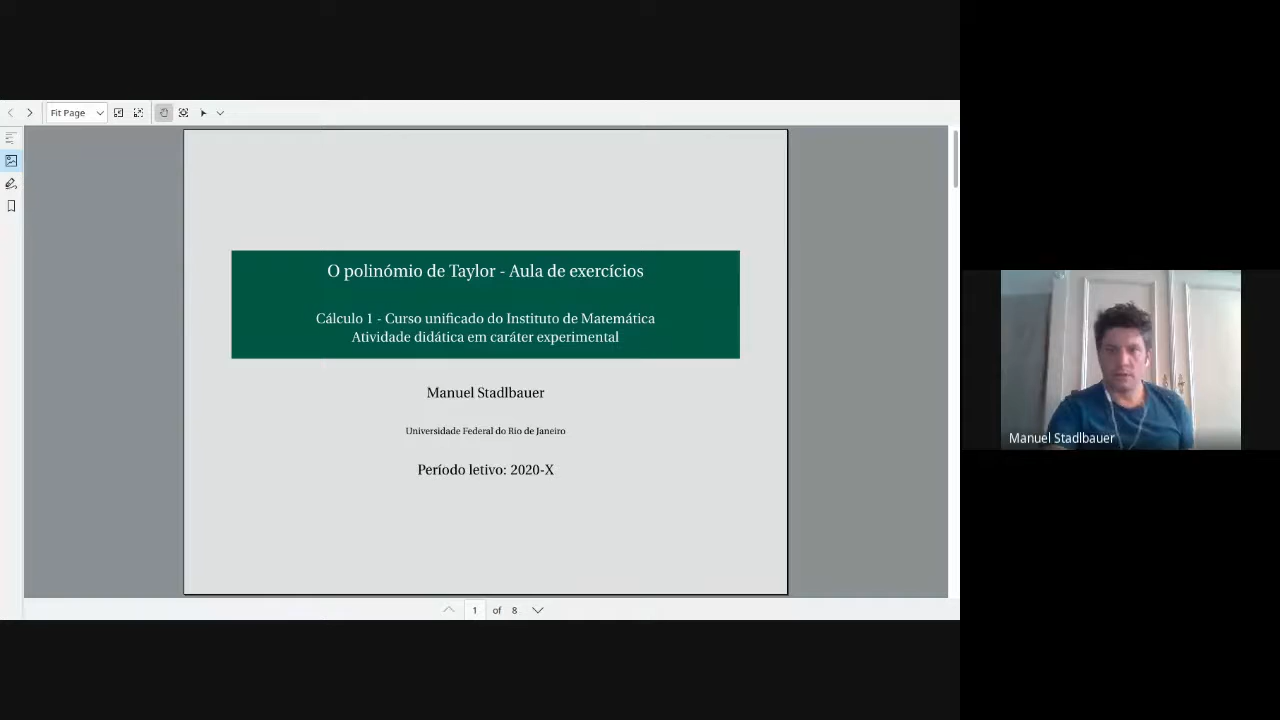 Fit Page
O polinómio de Taylor - Aula de exercícios
Cálculo 1 - Curso unificado do Instituto de Matemática
Atividade didática em caráter experimental
Manuel Stadlbauer
Universidade Federal do Rio de Janeiro
Período letivo: 2020-X
1 of 8
Manuel Stadlbauer